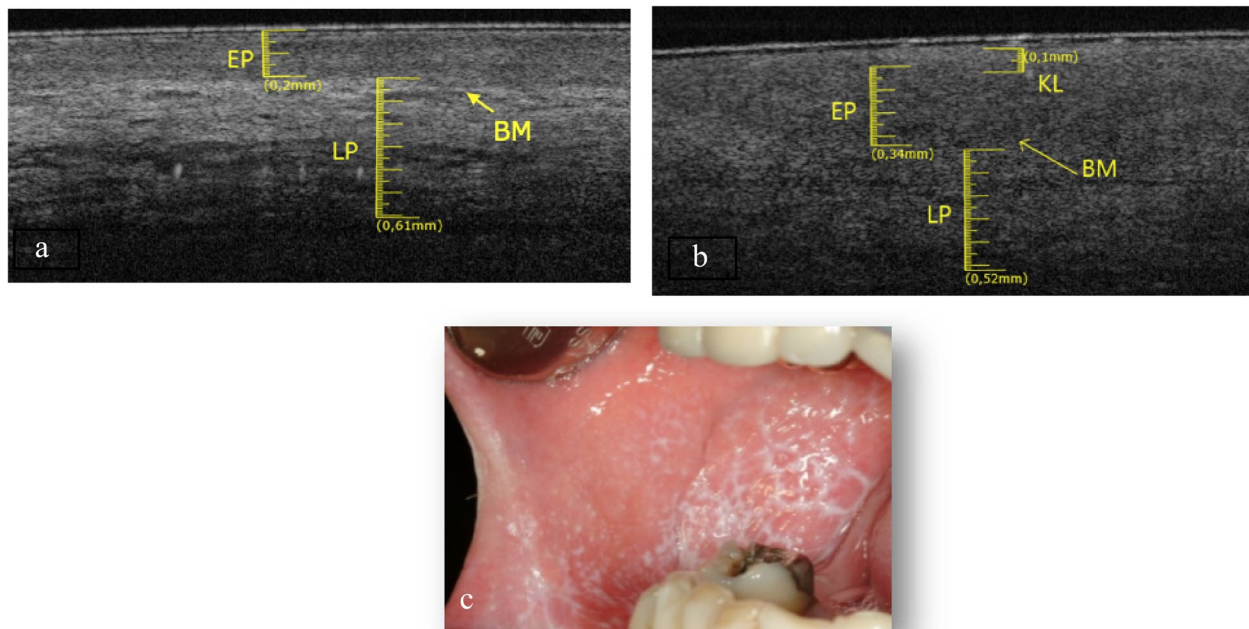 EP
(0,2mm)
BM
LP
(0,61mm)
a
(0,1mm)
KL
EP
(0,34mm)
BM
LP
(0,52mm)
b
c